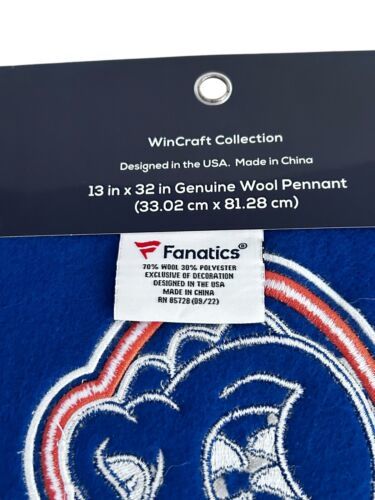 WinCraft Collection
Designed in the USA. Made in China
13 in x 32 in Genuine Wool Pennant
(33.02 cm x 81.28 cm)
Fanatics®
70% WOOL 30% POLYESTER
EXCLUSIVE OF DECORATION
DESIGNED IN THE USA
MADE IN CHINA
RN 85728 (09/22)